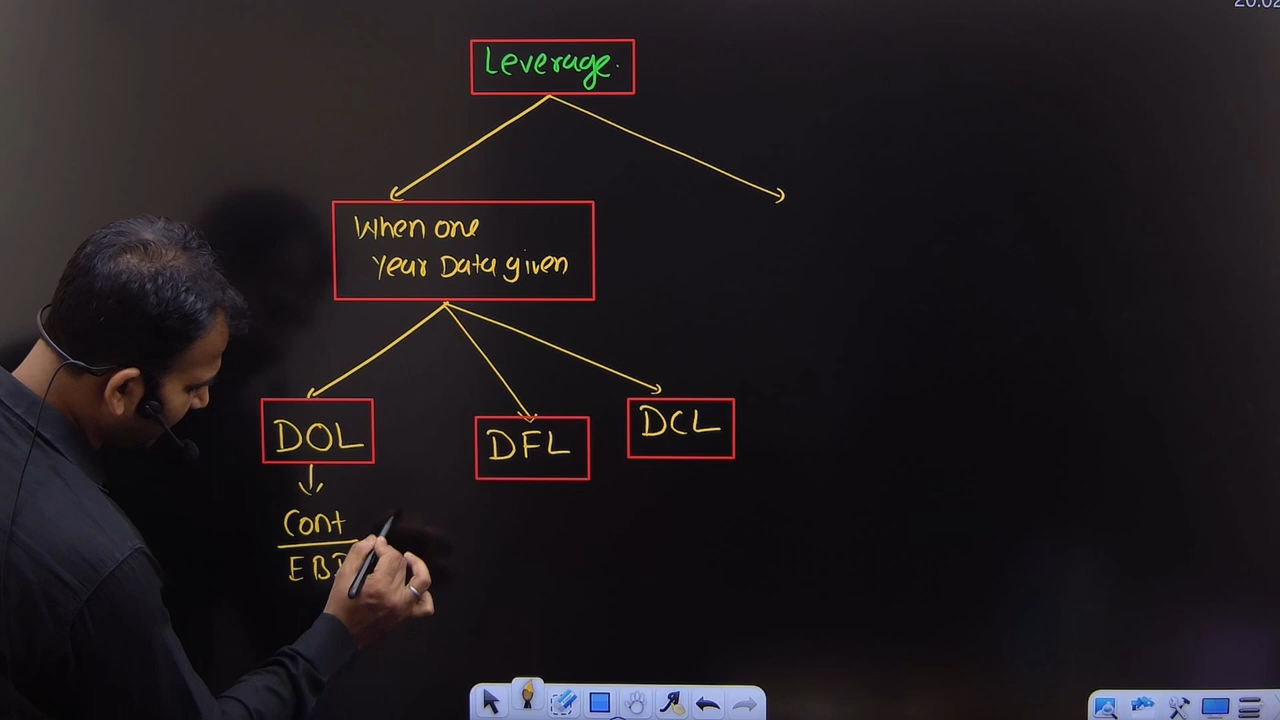 Leverage.
When one
Year Data given
DOL
DFL
DCL
Cont